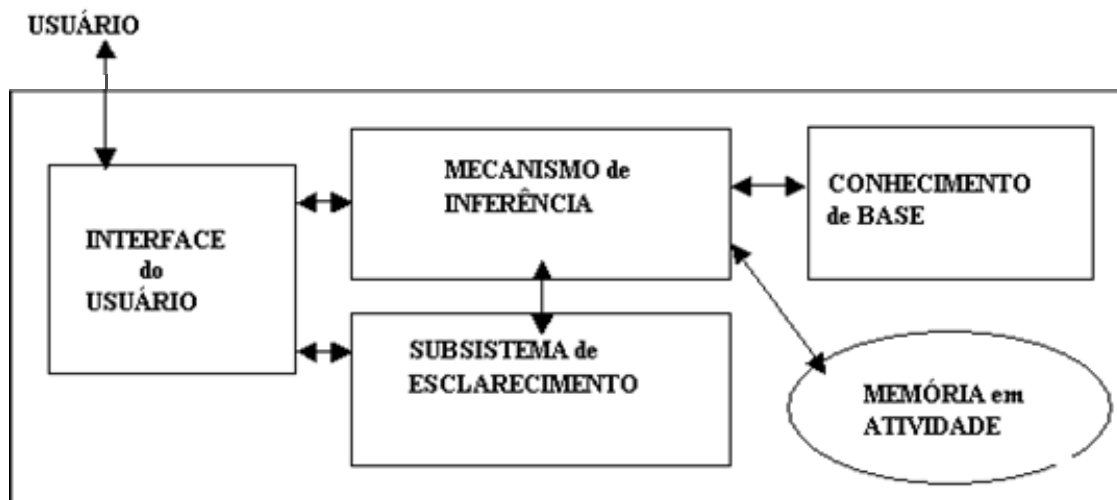 USUÁRIO
INTERFACE
do
USUÁRIO
MECANISMO de
INFERÊNCIA
SUBSISTEMA de
ESCLARECIMENTO
CONHECIMENTO
de BASE
MEMÓRIA em
ATIVIDADE